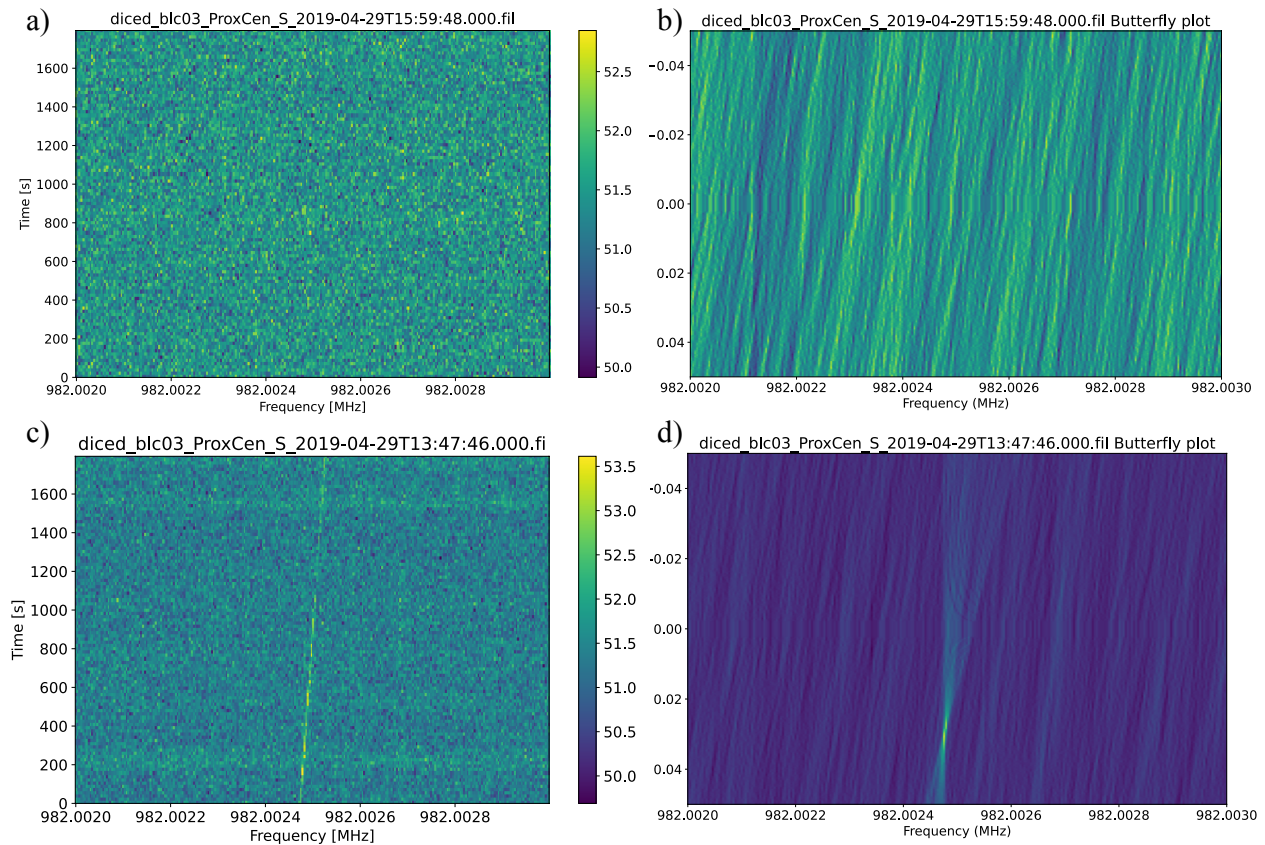 a)
diced_blc03_ProxCen_S_2019-04-29T15:59:48.000.fil
Time [s]
1600
1400
1200
1000
800
600
400
200
0
982.0020 982.0022 982.0024 982.0026 982.0028
Frequency [MHz]
52.5
52.0
51.5
51.0
50.5
50.0
b)
diced_blc03_ProxCen_S_2019-04-29T15:59:48.000.fil Butterfly plot
−0.04
−0.02
0.00
0.02
0.04
982.0020 982.0022 982.0024 982.0026 982.0028 982.0030
Frequency (MHz)
c)
diced_blc03_ProxCen_S_2019-04-29T13:47:46.000.fi
Time [s]
1600
1400
1200
1000
800
600
400
200
0
982.0020 982.0022 982.0024 982.0026 982.0028
Frequency [MHz]
53.5
53.0
52.5
52.0
51.5
51.0
50.5
50.0
d)
diced_blc03_ProxCen_S_2019-04-29T13:47:46.000.fil Butterfly plot
−0.04
−0.02
0.00
0.02
0.04
982.0020 982.0022 982.0024 982.0026 982.0028 982.0030
Frequency (MHz)